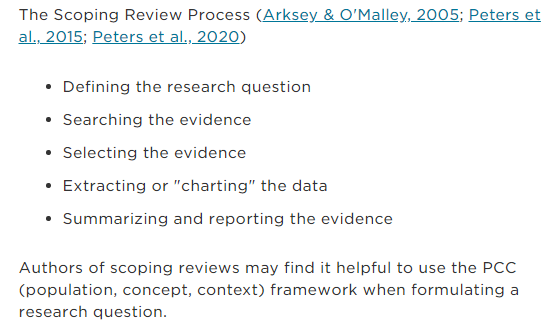 The Scoping Review Process (Arksey & O'Malley, 2005; Peters et
al., 2015; Peters et al., 2020)
• Defining the research question
• Searching the evidence
• Selecting the evidence
• Extracting or "charting" the data
• Summarizing and reporting the evidence
Authors of scoping reviews may find it helpful to use the PCC
(population, concept, context) framework when formulating a
research question.